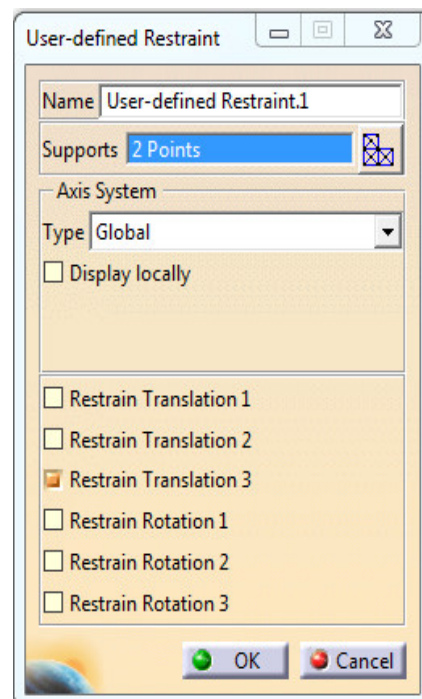 User-defined Restraint
Name User-defined Restraint.1
Supports 2 Points
Axis System
Type Global
Display locally
Restrain Translation 1
Restrain Translation 2
Restrain Translation 3
Restrain Rotation 1
Restrain Rotation 2
Restrain Rotation 3
OK Cancel